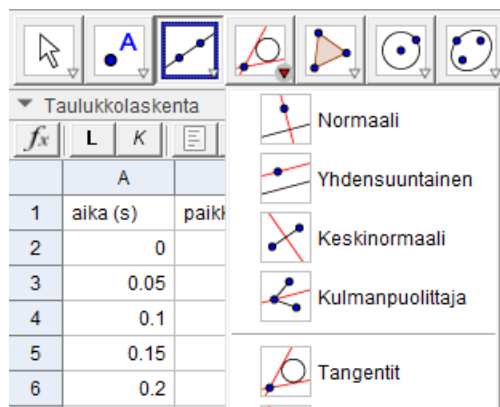 A
Taulukkolaskenta
fx L K
A
1 aika (s)
2 0
3 0.05
4 0.1
5 0.15
6 0.2
Normaali
Yhdensuuntainen
Keskinormaali
Kulmanpuolittaja
Tangentit